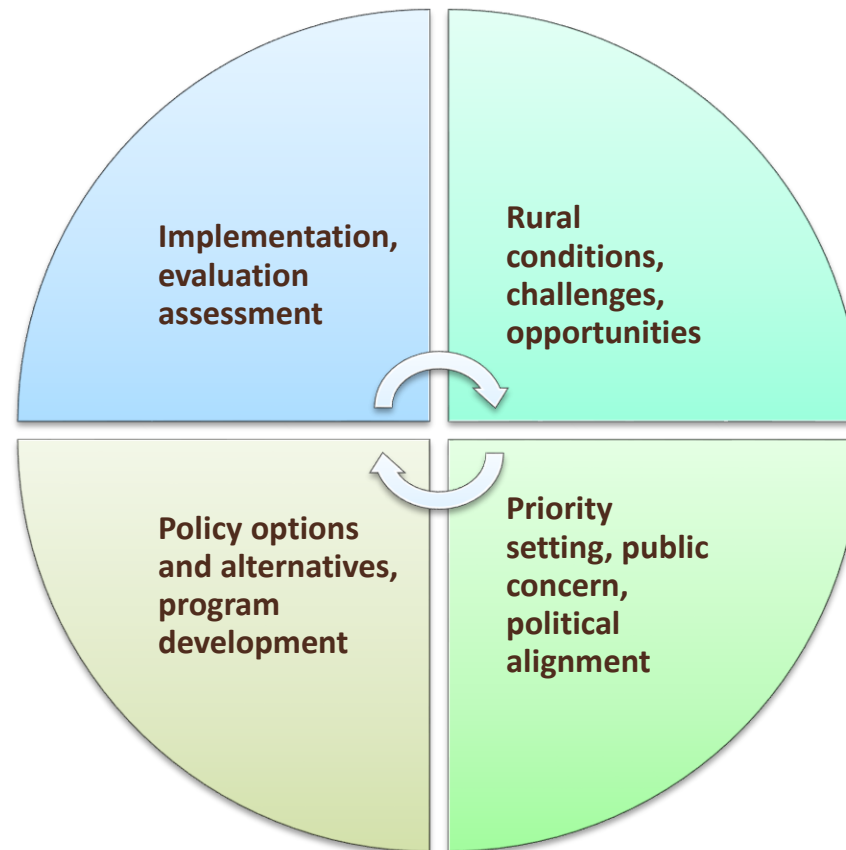 Implementation,
evaluation
assessment
Rural
conditions,
challenges,
opportunities
Policy options
and alternatives,
program
development
Priority
setting, public
concern,
political
alignment